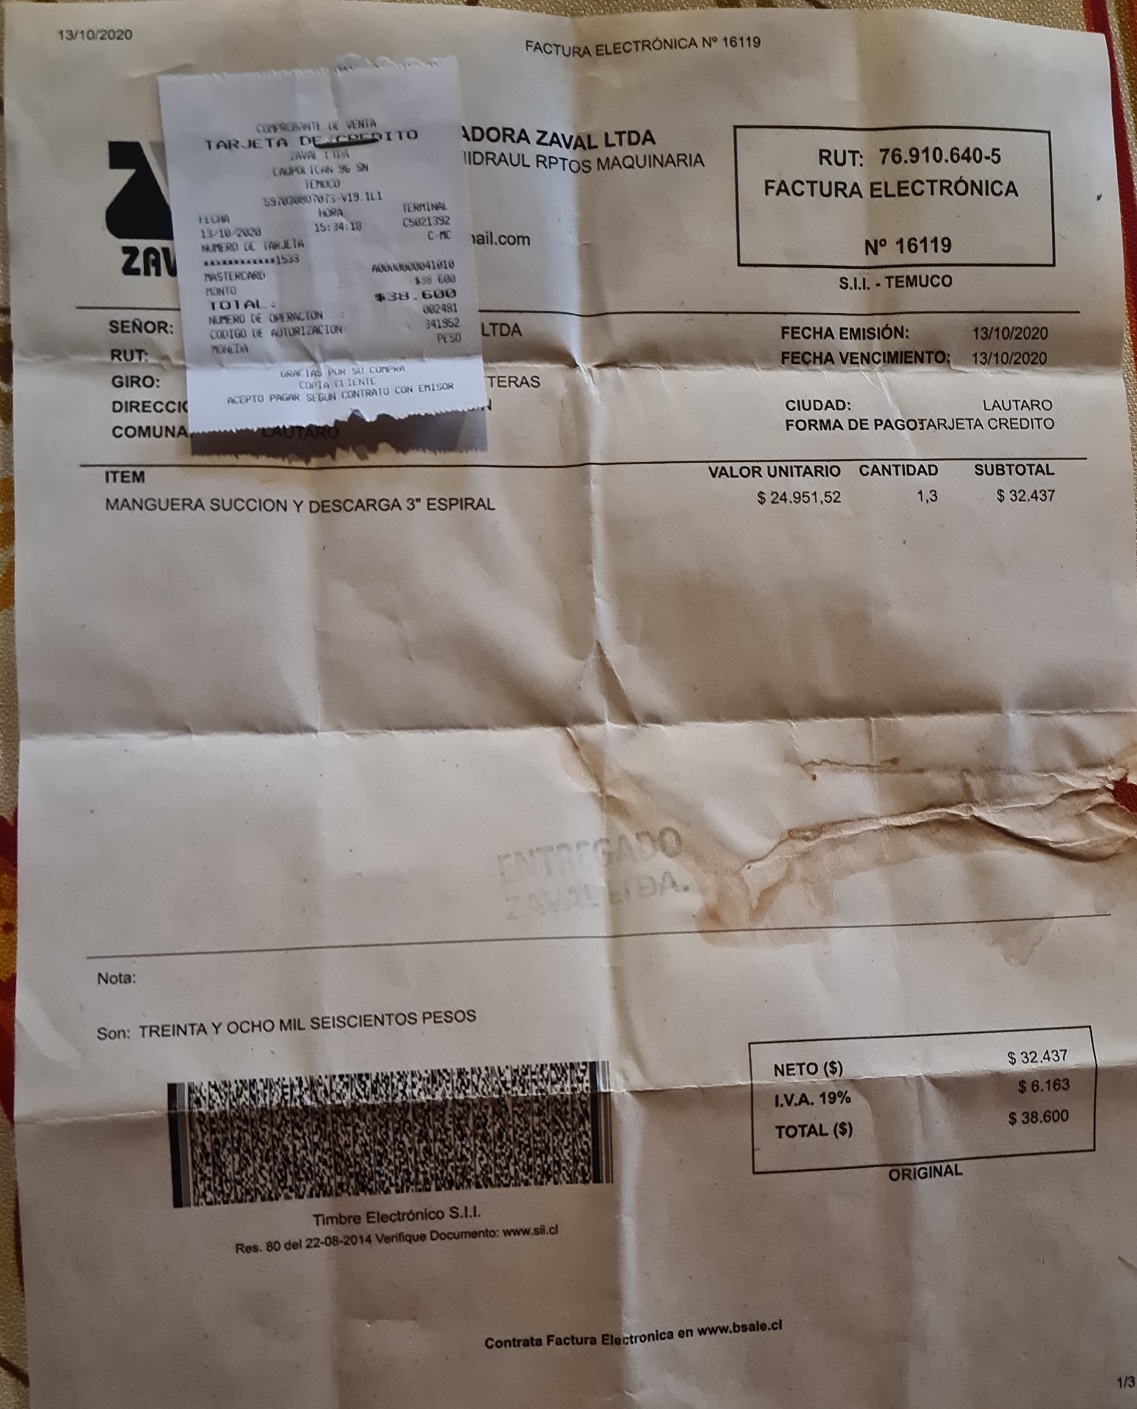 13/10/2020
FACTURA ELECTRÓNICA Nº 16119
COMPROBANTE DE VENTA
TARJETA DE CREDITO
ZAVAL LTDA
CAUPOLICAN 96 SN
TEMUCO
597030807073-V19.1L1
FECHA HORA TERMINAL
13/10/2020 15:34:18 C5021392
NUMERO DE TARJETA C-MC
************1533
MASTERCARD A0000000041010
MONTO $38.600
TOTAL: $38.600
NUMERO DE OPERACION : 002481
CODIGO DE AUTORIZACION: 341952
MONEDA PESO
GRACIAS POR SU COMPRA
COPIA CLIENTE
ACEPTO PAGAR SEGUN CONTRATO CON EMISOR
ADORA ZAVAL LTDA
IDRAUL RPTOS MAQUINARIA
ail.com
ZAV
RUT: 76.910.640-5
FACTURA ELECTRÓNICA
Nº 16119
S.I.I. - TEMUCO
SEÑOR: LTDA
RUT:
GIRO: TERAS
DIRECCIÓ N
COMUNA LAUTARO
FECHA EMISIÓN: 13/10/2020
FECHA VENCIMIENTO: 13/10/2020
CIUDAD: LAUTARO
FORMA DE PAGO: TARJETA CREDITO
ITEM VALOR UNITARIO CANTIDAD SUBTOTAL
MANGUERA SUCCION Y DESCARGA 3" ESPIRAL $ 24.951,52 1,3 $ 32.437
ENTREGADO
ZAVAL LTDA.
Nota:
Son: TREINTA Y OCHO MIL SEISCIENTOS PESOS
NETO ($) $ 32.437
I.V.A. 19% $ 6.163
TOTAL ($) $ 38.600
ORIGINAL
Timbre Electrónico S.I.I.
Res. 80 del 22-08-2014 Verifique Documento: www.sii.cl
Contrata Factura Electronica en www.bsale.cl
1/3